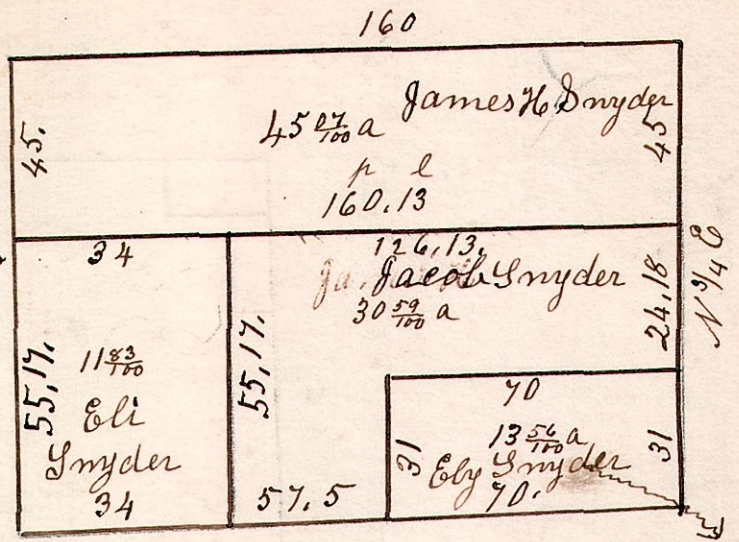 160
James H Snyder
45 07/100 a
45.
45
p l
160.13
34
126,13.
Ja. Jacob Snyder
30 59/100 a
24,18
55,17.
55,17.
11 83/100
Eli
Snyder
34
57.5
70
31
13 56/100 a
Eby Snyder
70.
31